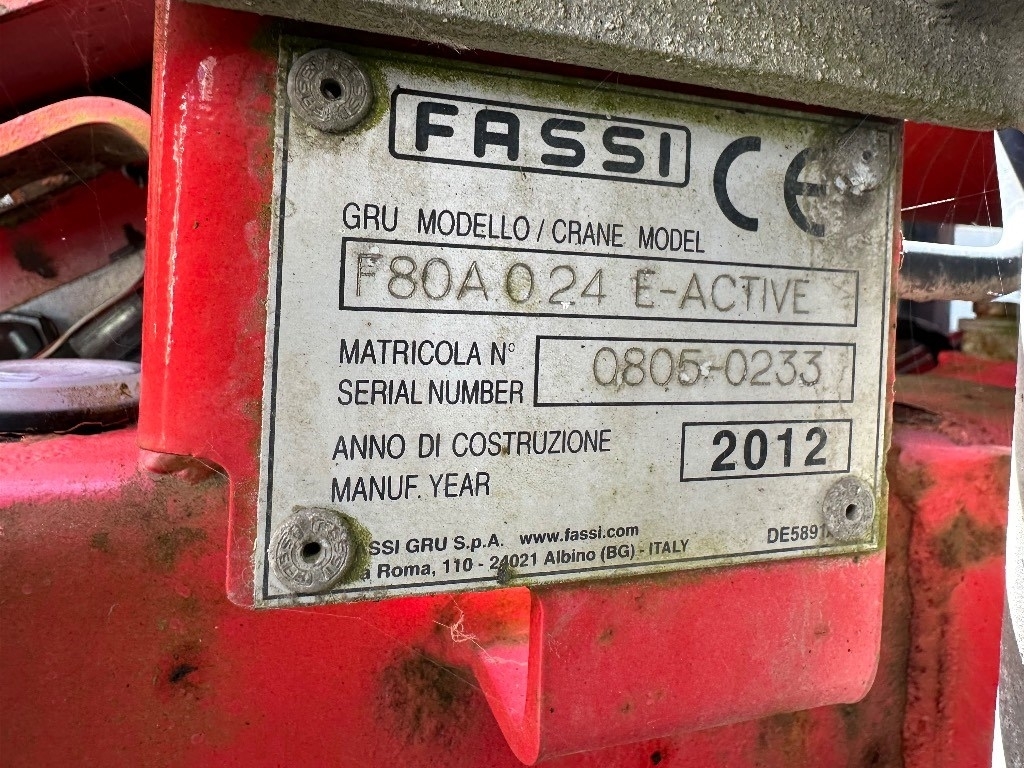 FASSI CE
GRU MODELLO / CRANE MODEL
F80A.0.24 E-ACTIVE
MATRICOLA N°
SERIAL NUMBER
0805-0233
ANNO DI COSTRUZIONE
MANUF. YEAR
2012
GRU S.p.A. www.fassi.com
Roma, 110 - 24021 Albino (BG) - ITALY